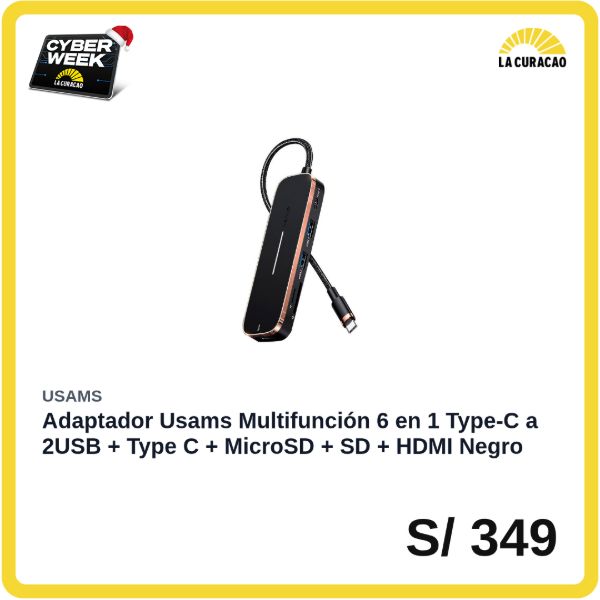 CYBER
WEEK
LA CURACAO
LA CURACAO
USAMS
Adaptador Usams Multifunción 6 en 1 Type-C a
2USB + Type C + MicroSD + SD + HDMI Negro
S/ 349